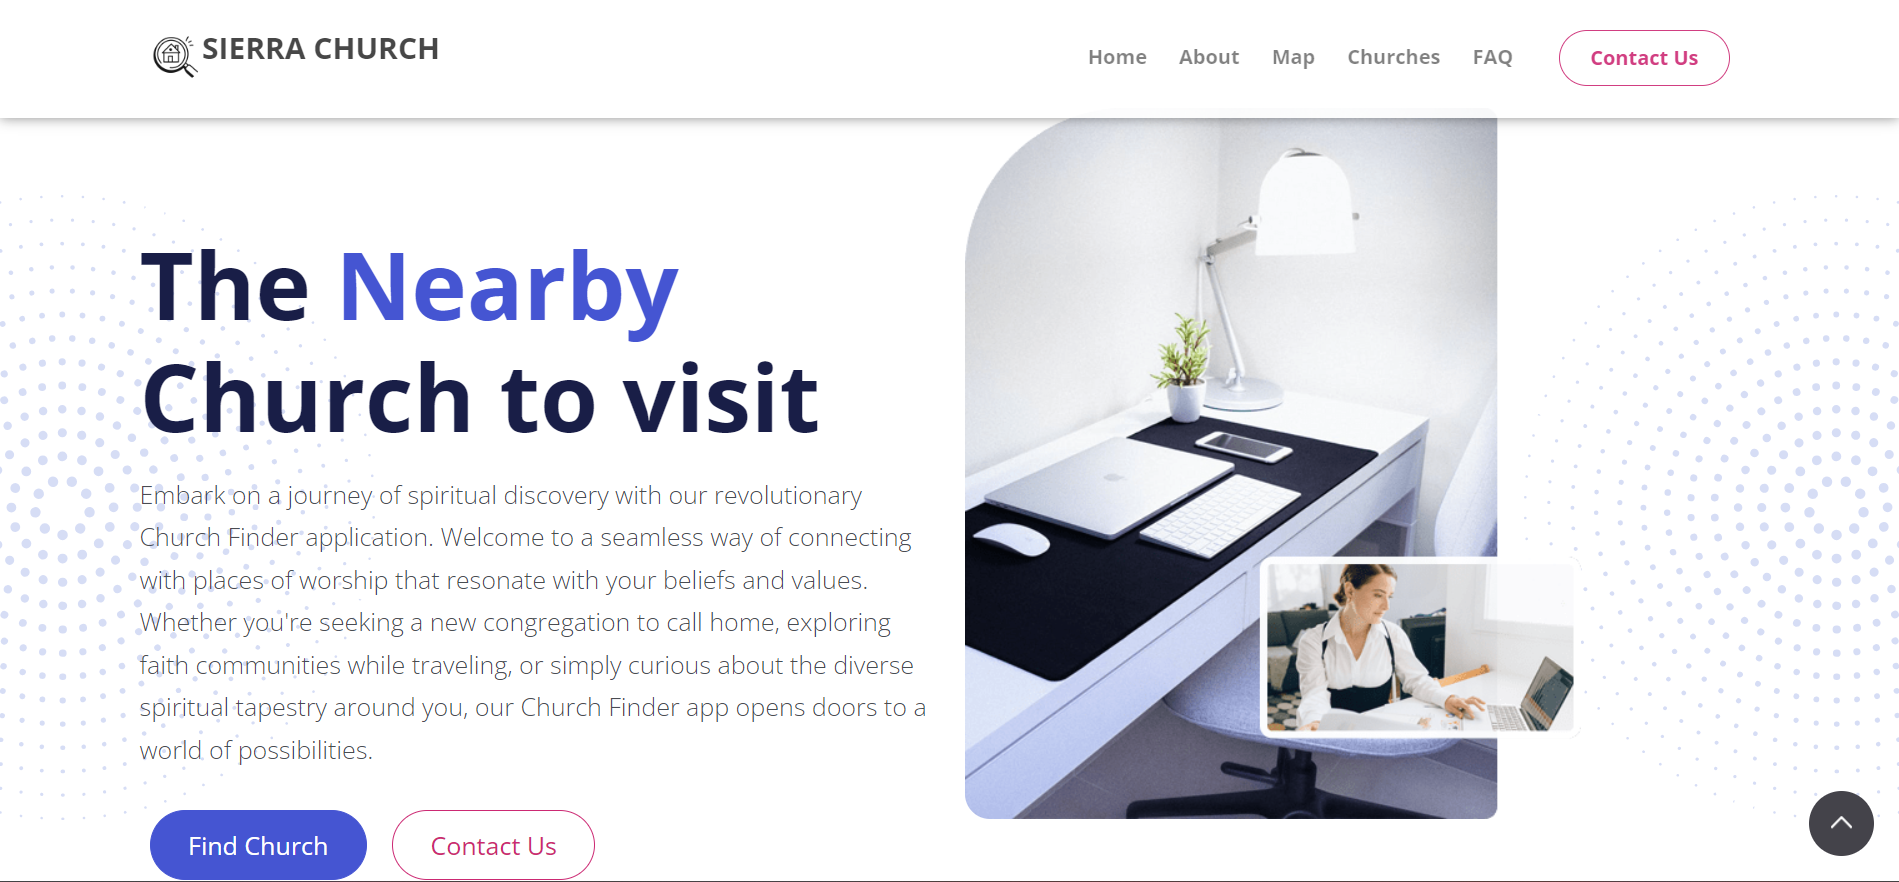 SIERRA CHURCH
Home About Map Churches FAQ Contact Us
The Nearby
Church to visit
Embark on a journey of spiritual discovery with our revolutionary
Church Finder application. Welcome to a seamless way of connecting
with places of worship that resonate with your beliefs and values.
Whether you're seeking a new congregation to call home, exploring
faith communities while traveling, or simply curious about the diverse
spiritual tapestry around you, our Church Finder app opens doors to a
world of possibilities.
Find Church Contact Us